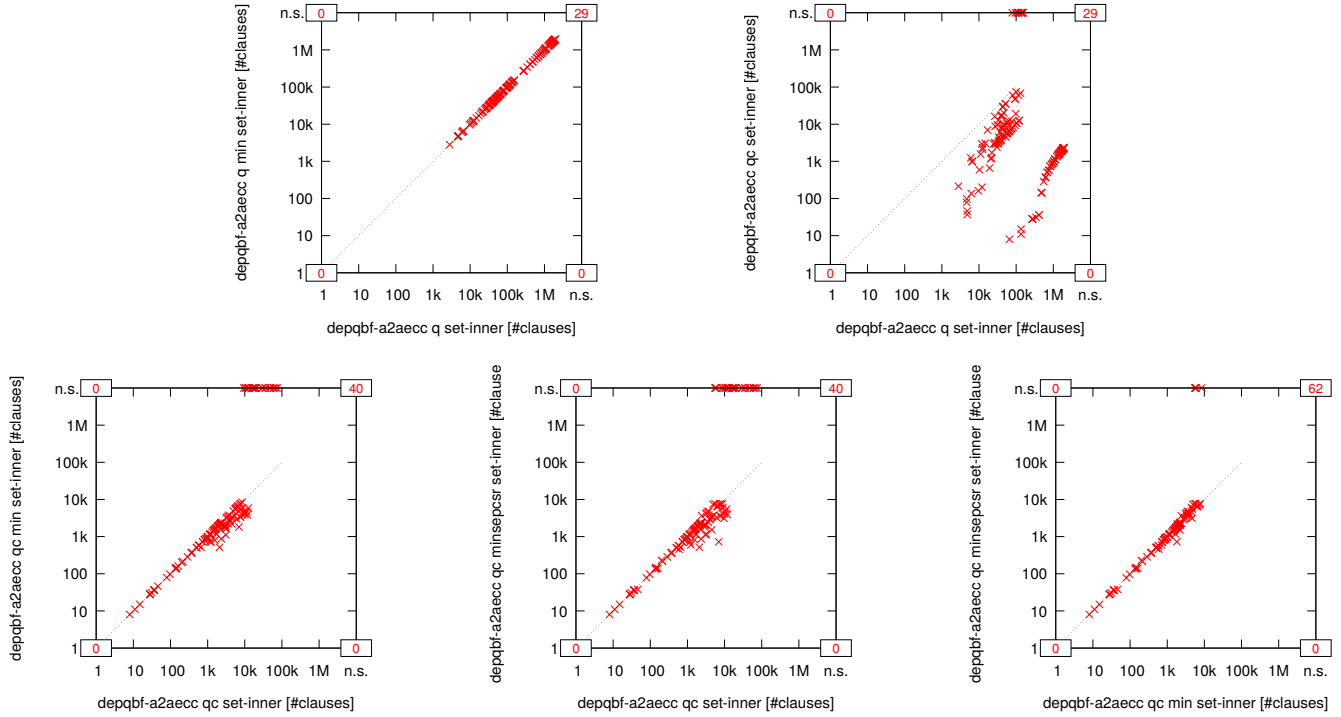 n.s.
0
29
1M
100k
10k
1k
100
10
1
0
0
1
10
100
1k
10k
100k
1M
n.s.
depqbf-a2aecc q min set-inner [#clauses]
depqbf-a2aecc q set-inner [#clauses]
n.s.
0
29
1M
100k
10k
1k
100
10
1
0
0
1
10
100
1k
10k
100k
1M
n.s.
depqbf-a2aecc qc set-inner [#clauses]
depqbf-a2aecc q set-inner [#clauses]
n.s.
0
40
1M
100k
10k
1k
100
10
1
0
0
1
10
100
1k
10k
100k
1M
n.s.
depqbf-a2aecc qc min set-inner [#clauses]
depqbf-a2aecc qc set-inner [#clauses]
n.s.
0
40
1M
100k
10k
1k
100
10
1
0
0
1
10
100
1k
10k
100k
1M
n.s.
depqbf-a2aecc qc minsepcsr set-inner [#clause
depqbf-a2aecc qc set-inner [#clauses]
n.s.
0
62
1M
100k
10k
1k
100
10
1
0
0
1
10
100
1k
10k
100k
1M
n.s.
depqbf-a2aecc qc minsepcsr set-inner [#clause
depqbf-a2aecc qc min set-inner [#clauses]